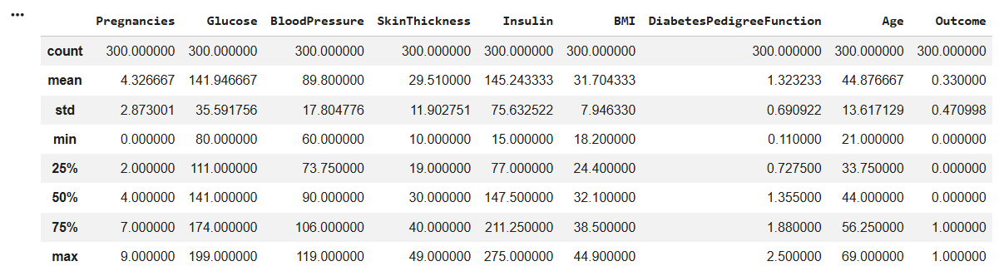 ...
Pregnancies Glucose BloodPressure SkinThickness Insulin BMI DiabetesPedigreeFunction Age Outcome
count 300.000000 300.000000 300.000000 300.000000 300.000000 300.000000 300.000000 300.000000 300.000000
mean 4.326667 141.946667 89.800000 29.510000 145.243333 31.704333 1.323233 44.876667 0.330000
std 2.873001 35.591756 17.804776 11.902751 75.632522 7.946330 0.690922 13.617129 0.470998
min 0.000000 80.000000 60.000000 10.000000 15.000000 18.200000 0.110000 21.000000 0.000000
25% 2.000000 111.000000 73.750000 19.000000 77.000000 24.400000 0.727500 33.750000 0.000000
50% 4.000000 141.000000 90.000000 30.000000 147.500000 32.100000 1.355000 44.000000 0.000000
75% 7.000000 174.000000 106.000000 40.000000 211.250000 38.500000 1.880000 56.250000 1.000000
max 9.000000 199.000000 119.000000 49.000000 275.000000 44.900000 2.500000 69.000000 1.000000